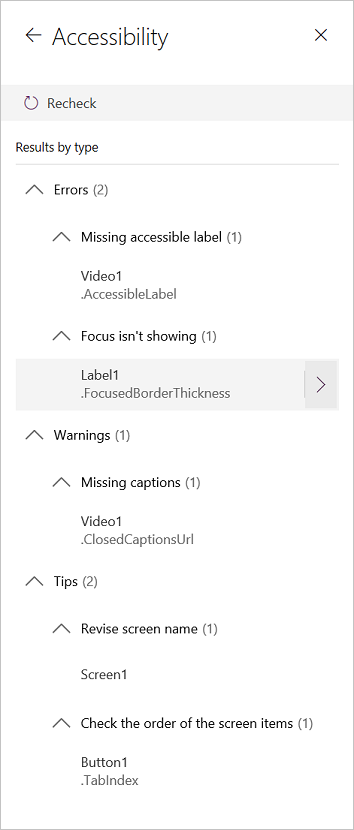 Accessibility
Recheck
Results by type
Errors (2)
Missing accessible label (1)
Video1
.AccessibleLabel
Focus isn't showing (1)
Label1
.FocusedBorderThickness
Warnings (1)
Missing captions (1)
Video1
.ClosedCaptionsUrl
Tips (2)
Revise screen name (1)
Screen1
Check the order of the screen items (1)
Button1
.TabIndex